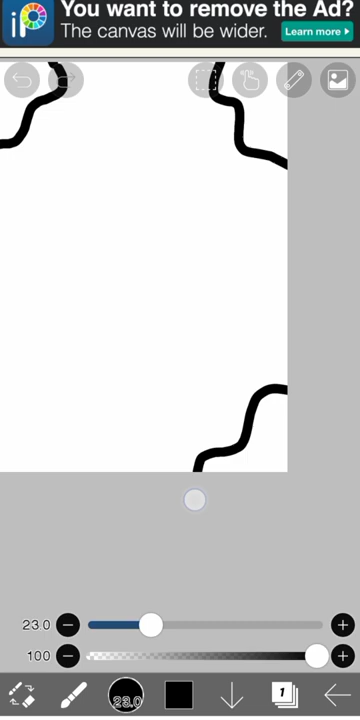 iP
You want to remove the Ad?
The canvas will be wider.
Learn more
23.0
100
23.0
1